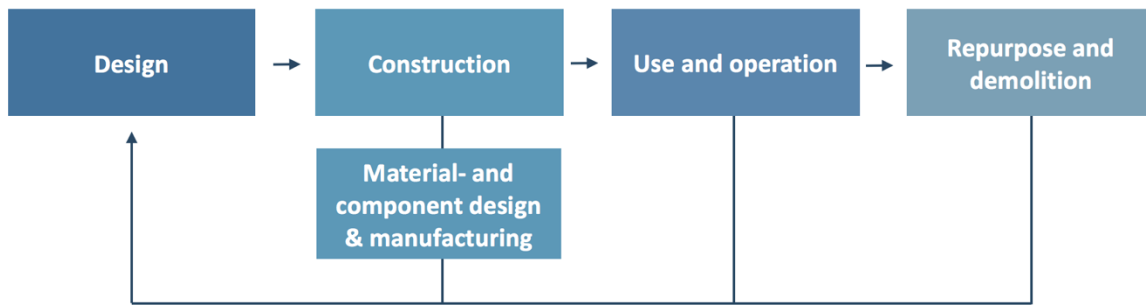 Design
Construction
Use and operation
Repurpose and
demolition
Material- and
component design
& manufacturing